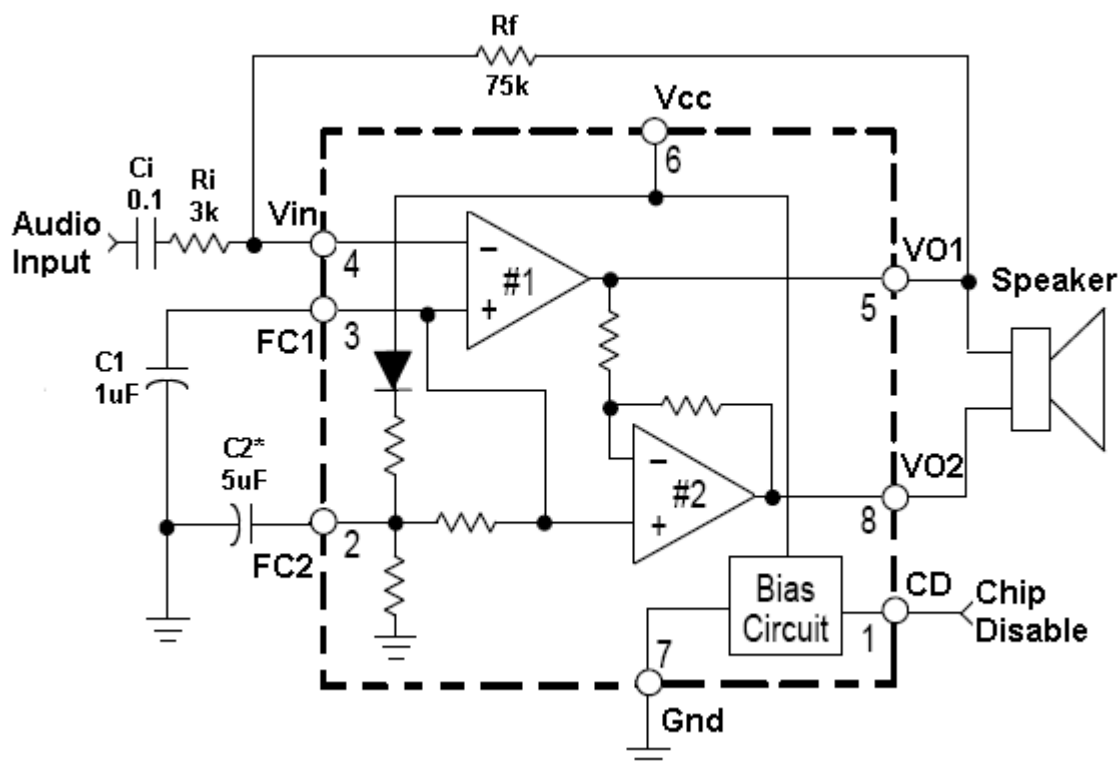 Rf
75k
Vcc
6
Ci
0.1
Ri
3k
Audio
Input
Vin
4
−
+
#1
VO1
5
Speaker
FC1
3
C1
1uF
C2*
5uF
FC2
2
−
+
#2
VO2
8
Bias
Circuit
CD
1
Chip
Disable
7
Gnd